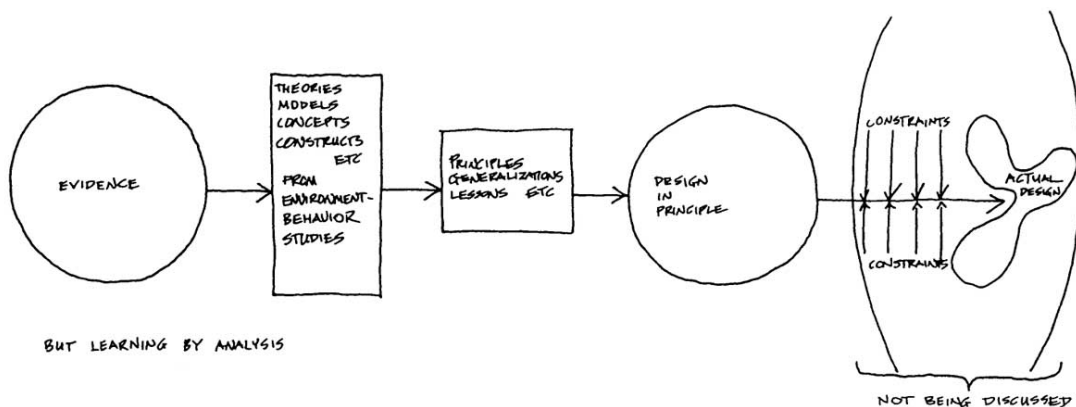 EVIDENCE
THEORIES
MODELS
CONCEPTS
CONSTRUCTS
ETC
FROM
ENVIRONMENT-
BEHAVIOR
STUDIES
PRINCIPLES
GENERALIZATIONS
LESSONS ETC
DESIGN
IN
PRINCIPLE
CONSTRAINTS
CONSTRAINTS
ACTUAL
DESIGN
BUT LEARNING BY ANALYSIS
NOT BEING DISCUSSED